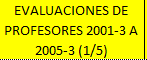 EVALUACIONES DE
PROFESORES 2001-3 A
2005-3 (1/5)